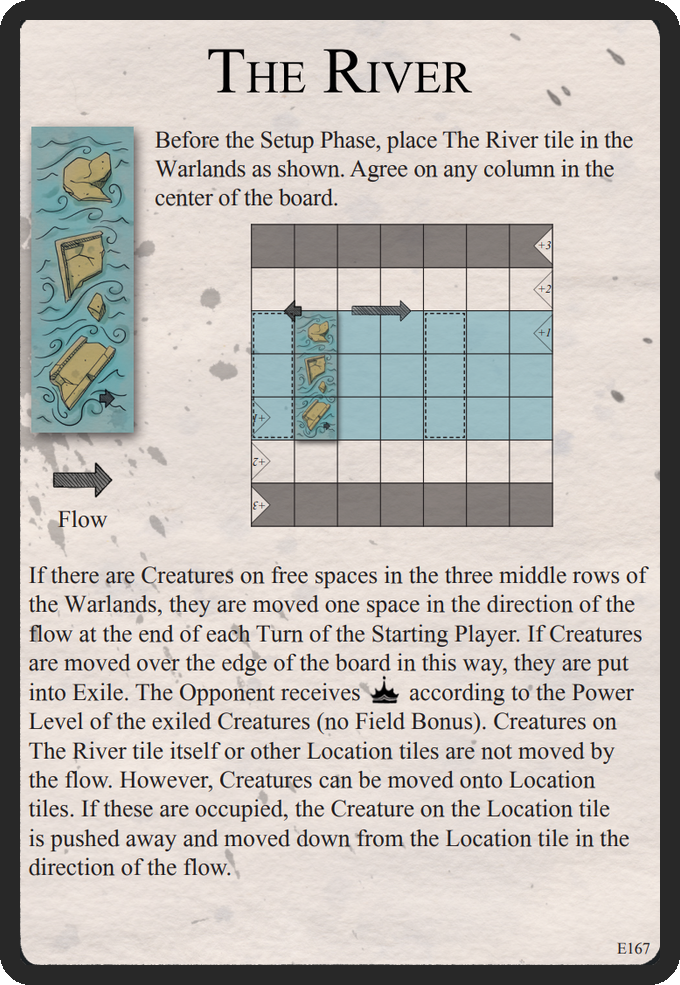 THE RIVER
Before the Setup Phase, place The River tile in the
Warlands as shown. Agree on any column in the
center of the board.
+3
+2
+1
+1
+2
+3
Flow
If there are Creatures on free spaces in the three middle rows of
the Warlands, they are moved one space in the direction of the
flow at the end of each Turn of the Starting Player. If Creatures
are moved over the edge of the board in this way, they are put
into Exile. The Opponent receives according to the Power
Level of the exiled Creatures (no Field Bonus). Creatures on
The River tile itself or other Location tiles are not moved by
the flow. However, Creatures can be moved onto Location
tiles. If these are occupied, the Creature on the Location tile
is pushed away and moved down from the Location tile in the
direction of the flow.
E167